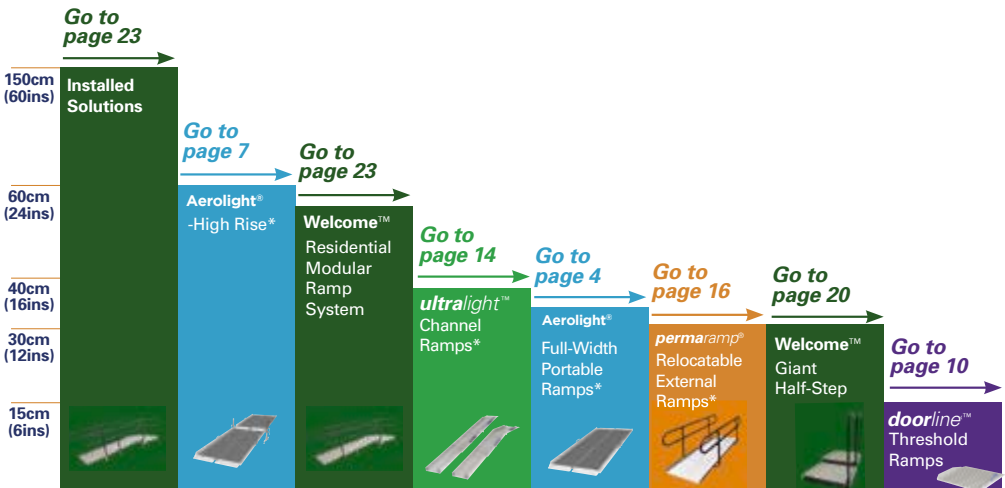 Go to
page 23
150cm
(60ins)
Installed
Solutions
Go to
page 7
60cm
(24ins)
Aerolight®
-High Rise*
Go to
page 23
Welcome™
Residential
Modular
Ramp
System
Go to
page 14
40cm
(16ins)
ultralight™
Channel
Ramps*
Go to
page 4
Aerolight®
Full-Width
Portable
Ramps*
Go to
page 16
30cm
(12ins)
permaramp®
Relocatable
External
Ramps*
Go to
page 20
Welcome™
Giant
Half-Step
Go to
page 10
15cm
(6ins)
doorline™
Threshold
Ramps